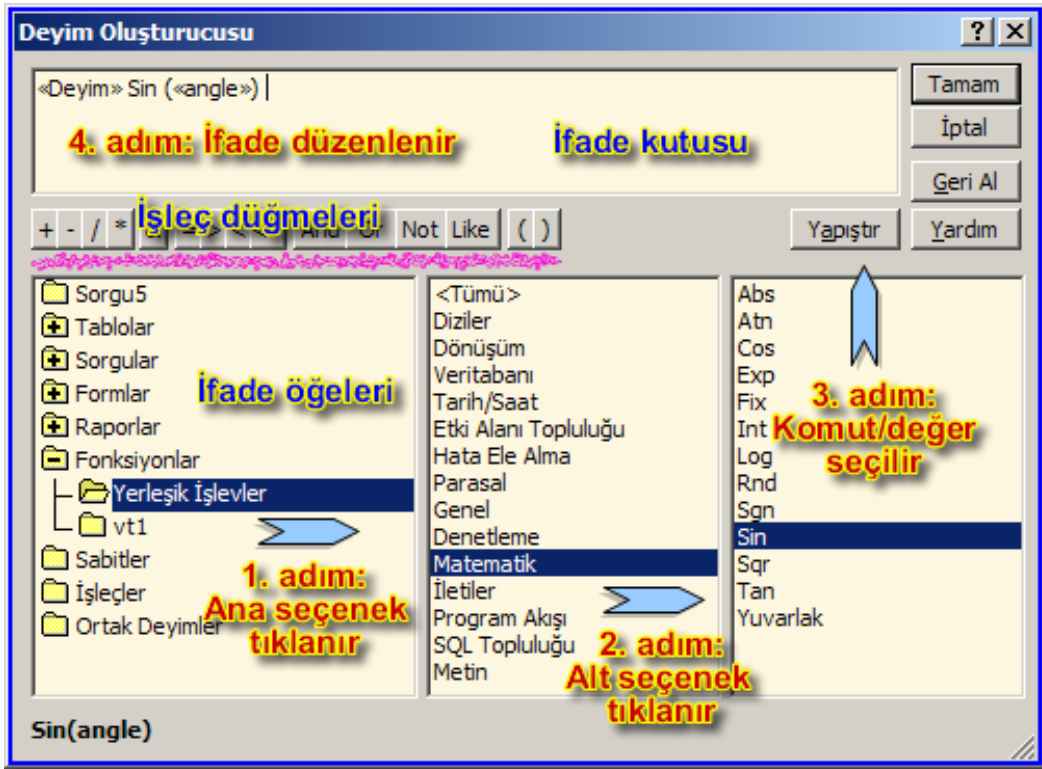 Deyim Oluşturucusu
«Deyim» Sin («angle»)
4. adım: İfade düzenlenir
İfade kutusu
Tamam
İptal
Geri Al
İşleç düğmeleri
+ - / * Not Like ( )
Yapıştır
Yardım
Sorgu5
Tablolar
Sorgular
Formlar
Raporlar
Fonksiyonlar
Yerleşik İşlevler
vt1
Sabitler
İşleçler
Ortak Deyimler
İfade öğeleri
1. adım:
Ana seçenek
tıklanır
<Tümü>
Diziler
Dönüşüm
Veritabanı
Tarih/Saat
Etki Alanı Topluluğu
Hata Ele Alma
Parasal
Genel
Denetleme
Matematik
İletiler
Program Akışı
SQL Topluluğu
Metin
2. adım:
Alt seçenek
tıklanır
Abs
Atn
Cos
Exp
Fix
Int
Log
Rnd
Sgn
Sin
Sqr
Tan
Yuvarlak
3. adım:
Komut/değer
seçilir
Sin(angle)